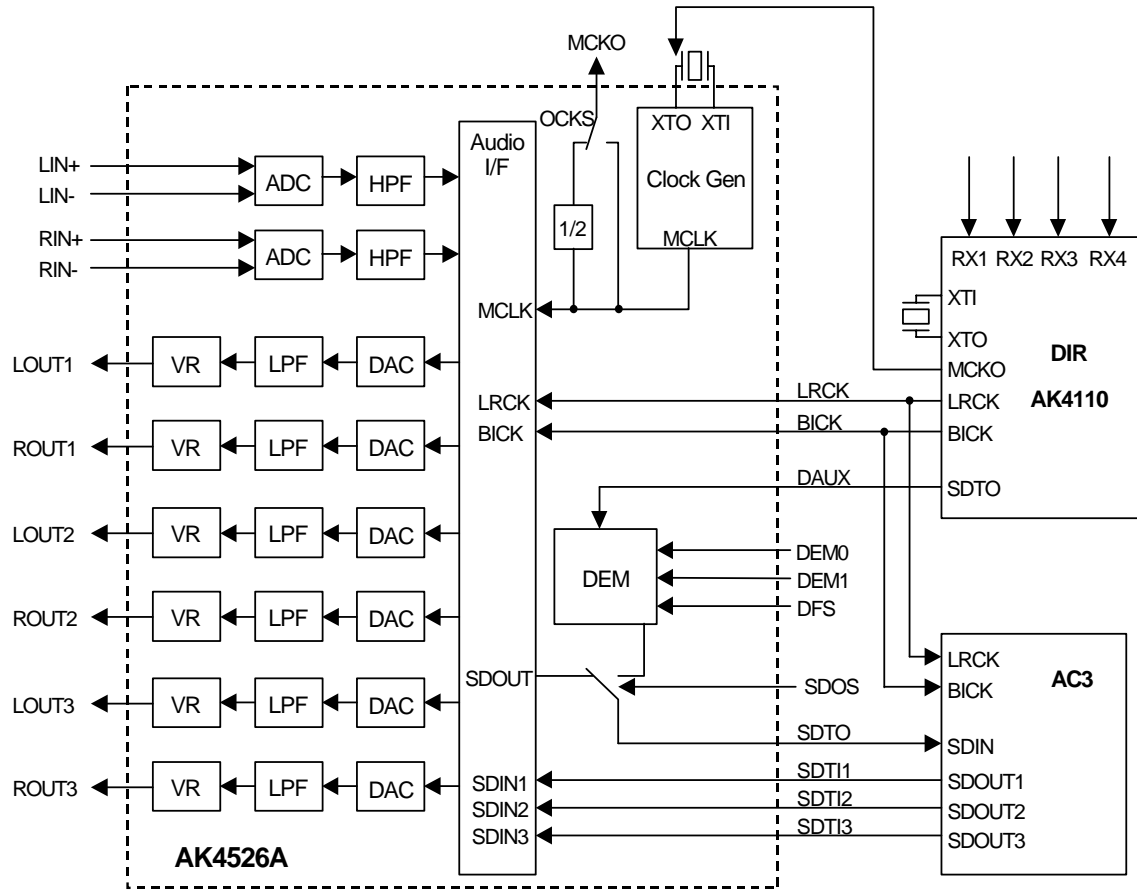 MCKO
OCKS
XTO XTI
Clock Gen
MCLK
Audio
I/F
1/2
LIN+
LIN-
ADC
HPF
RIN+
RIN-
ADC
HPF
MCLK
RX1 RX2 RX3 RX4
XTI
XTO
DIR
AK4110
MCKO
LRCK
BICK
SDTO
LOUT1
VR
LPF
DAC
LRCK
LRCK
BICK
BICK
ROUT1
VR
LPF
DAC
DAUX
LOUT2
VR
LPF
DAC
DEM
DEM0
DEM1
DFS
ROUT2
VR
LPF
DAC
SDOUT
SDOS
LOUT3
VR
LPF
DAC
LRCK
BICK
AC3
SDTO
SDIN
ROUT3
VR
LPF
DAC
SDIN1
SDTI1
SDOUT1
SDIN2
SDTI2
SDOUT2
SDIN3
SDTI3
SDOUT3
AK4526A